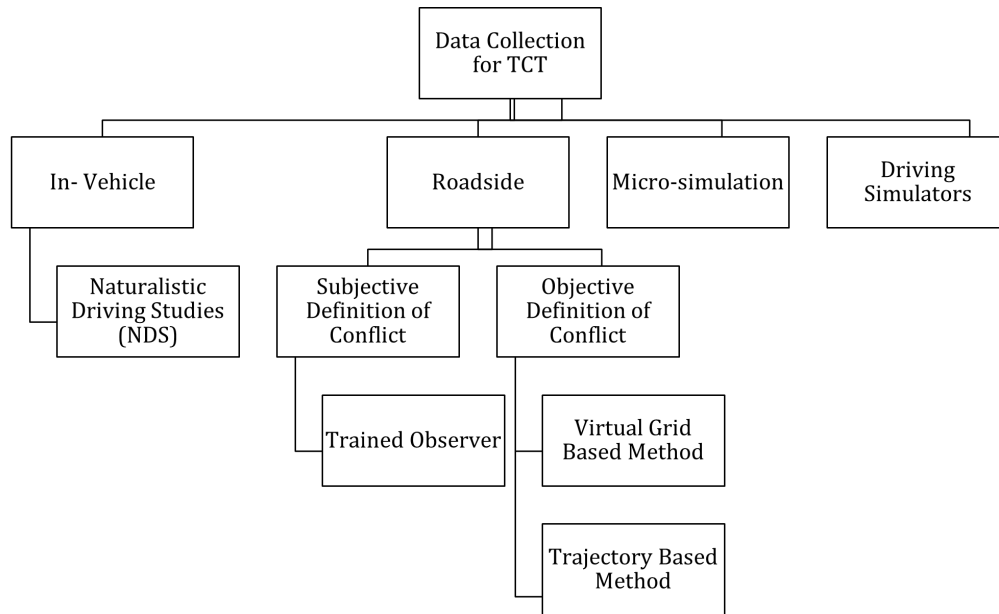 Data Collection
for TCT
In- Vehicle
Roadside
Micro-simulation
Driving
Simulators
Naturalistic
Driving Studies
(NDS)
Subjective
Definition of
Conflict
Objective
Definition of
Conflict
Trained Observer
Virtual Grid
Based Method
Trajectory Based
Method